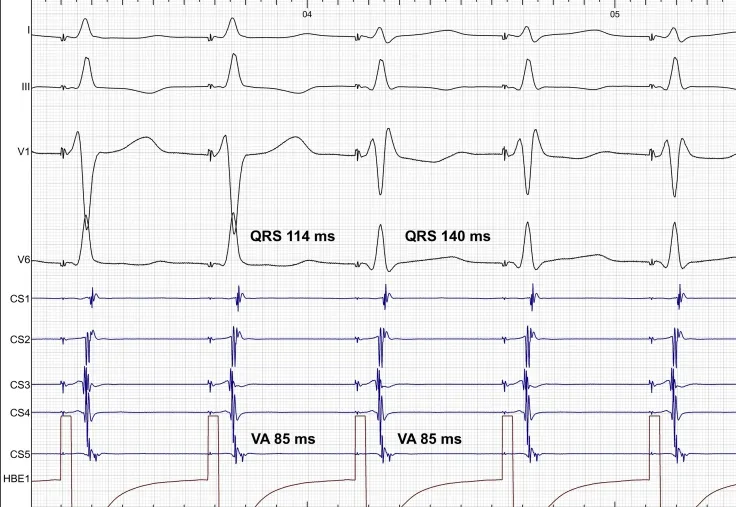 04 05
I
III
V1
QRS 114 ms QRS 140 ms
V6
CS1
CS2
CS3
CS4
VA 85 ms VA 85 ms
CS5
HBE1